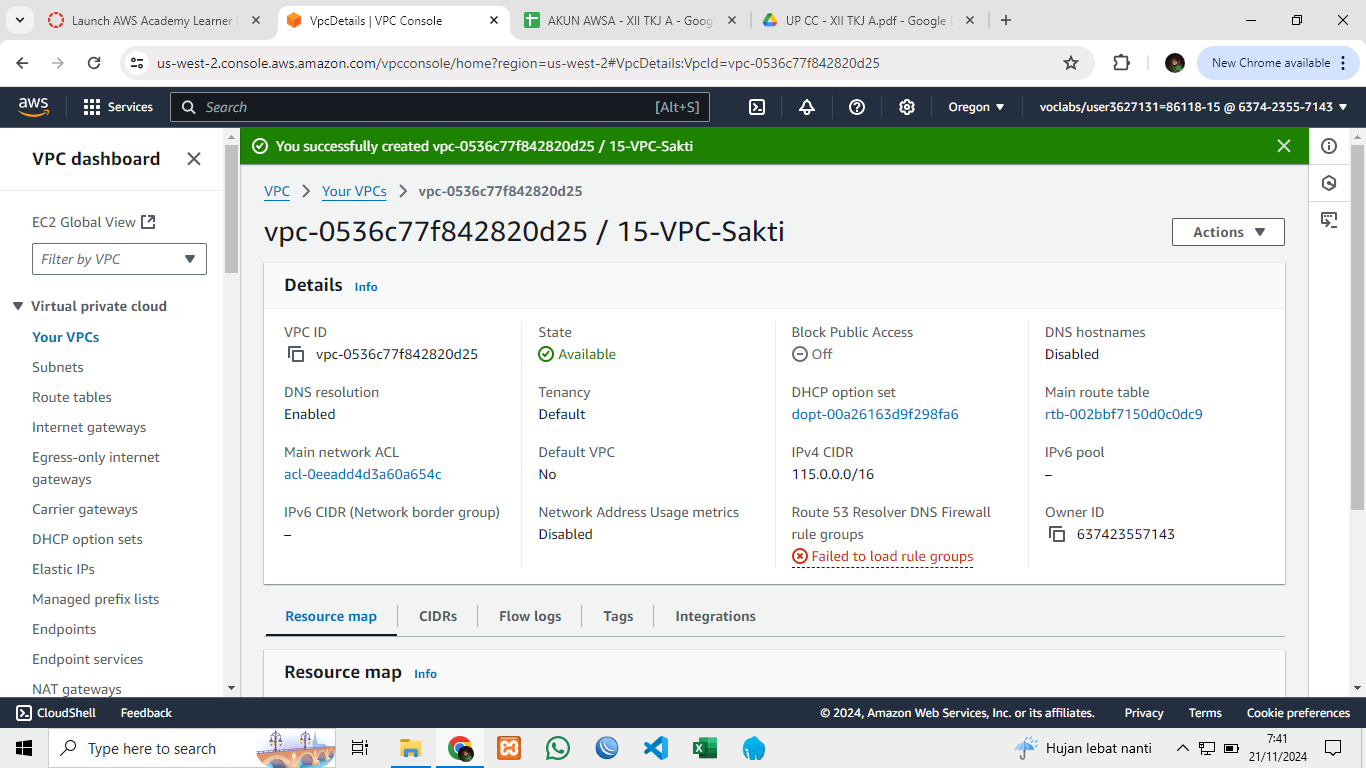 Launch AWS Academy Learner L
VpcDetails | VPC Console
AKUN AWSA - XII TKJ A - Goog
UP CC - XII TKJ A.pdf - Google D
us-west-2.console.aws.amazon.com/vpcconsole/home?region=us-west-2#VpcDetails:VpcId=vpc-0536c77f842820d25
New Chrome available
aws
Services
Search
[Alt+S]
Oregon
voclabs/user3627131=86118-15 @ 6374-2355-7143
VPC dashboard
EC2 Global View
Filter by VPC
Virtual private cloud
Your VPCs
Subnets
Route tables
Internet gateways
Egress-only internet
gateways
Carrier gateways
DHCP option sets
Elastic IPs
Managed prefix lists
Endpoints
Endpoint services
NAT gateways
You successfully created vpc-0536c77f842820d25 / 15-VPC-Sakti
VPC
Your VPCs
vpc-0536c77f842820d25
vpc-0536c77f842820d25 / 15-VPC-Sakti
Actions
Details
Info
VPC ID
vpc-0536c77f842820d25
State
Available
Block Public Access
Off
DNS hostnames
Disabled
DNS resolution
Enabled
Tenancy
Default
DHCP option set
dopt-00a26163d9f298fa6
Main route table
rtb-002bbf7150d0c0dc9
Main network ACL
acl-0eeadd4d3a60a654c
Default VPC
No
IPv4 CIDR
115.0.0.0/16
IPv6 pool
–
IPv6 CIDR (Network border group)
–
Network Address Usage metrics
Disabled
Route 53 Resolver DNS Firewall
rule groups
Failed to load rule groups
Owner ID
637423557143
Resource map
CIDRs
Flow logs
Tags
Integrations
Resource map
Info
CloudShell
Feedback
© 2024, Amazon Web Services, Inc. or its affiliates.
Privacy
Terms
Cookie preferences
Type here to search
Hujan lebat nanti
7:41
21/11/2024